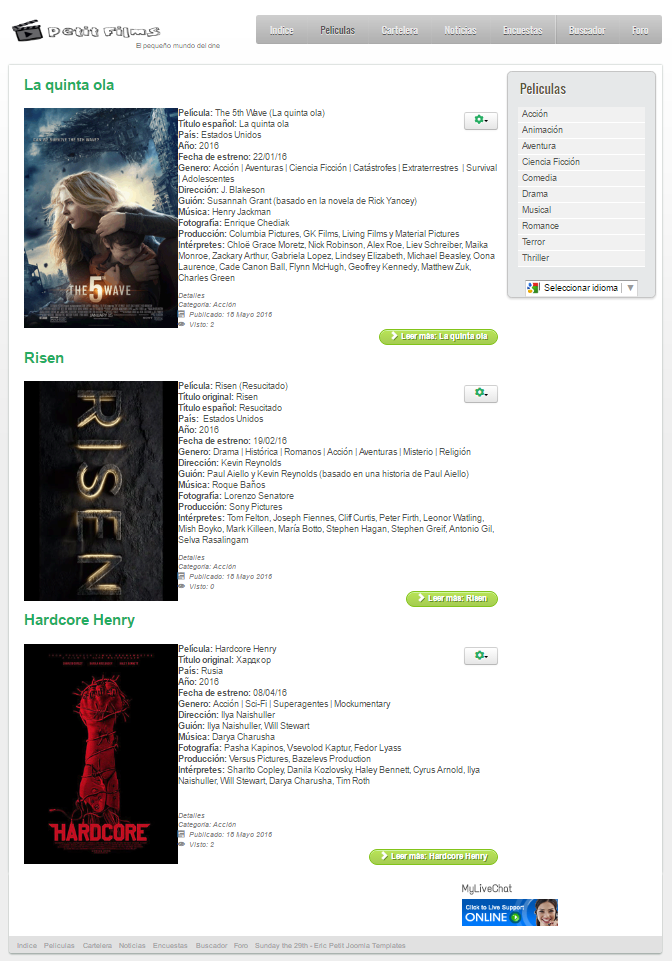 Petit Films
El pequeño mundo del cine
Indice Peliculas Cartelera Noticias Encuestas Buscador Foro
La quinta ola
THE 5 WAVE
Película: The 5th Wave (La quinta ola)
Título español: La quinta ola
País: Estados Unidos
Año: 2016
Fecha de estreno: 22/01/16
Genero: Acción | Aventuras | Ciencia Ficción | Catástrofes | Extraterrestres | Survival
| Adolescentes
Dirección: J. Blakeson
Guión: Susannah Grant (basado en la novela de Rick Yancey)
Música: Henry Jackman
Fotografía: Enrique Chediak
Producción: Columbia Pictures, GK Films, Living Films y Material Pictures
Intérpretes: Chloë Grace Moretz, Nick Robinson, Alex Roe, Liev Schreiber, Maika
Monroe, Zackary Arthur, Gabriela Lopez, Lindsey Elizabeth, Michael Beasley, Oona
Laurence, Cade Canon Ball, Flynn McHugh, Geoffrey Kennedy, Matthew Zuk,
Charles Green
Detalles
Categoría: Acción
Publicado: 18 Mayo 2016
Visto: 2
Leer más: La quinta ola
Risen
RISEN
Película: Risen (Resucitado)
Título original: Risen
Título español: Resucitado
País: Estados Unidos
Año: 2016
Fecha de estreno: 19/02/16
Genero: Drama | Histórica | Romanos | Acción | Aventuras | Misterio | Religión
Dirección: Kevin Reynolds
Guión: Paul Aiello y Kevin Reynolds (basado en una historia de Paul Aiello)
Música: Roque Baños
Fotografía: Lorenzo Senatore
Producción: Sony Pictures
Intérpretes: Tom Felton, Joseph Fiennes, Clif Curtis, Peter Firth, Leonor Watling,
Mish Boyko, Mark Killeen, María Botto, Stephen Hagan, Stephen Greif, Antonio Gil,
Selva Rasalingam
Detalles
Categoría: Acción
Publicado: 18 Mayo 2016
Visto: 0
Leer más: Risen
Hardcore Henry
HARDCORE
Película: Hardcore Henry
Título original: Хардкор
País: Rusia
Año: 2016
Fecha de estreno: 08/04/16
Genero: Acción | Sci-Fi | Superagentes | Mockumentary
Dirección: Ilya Naishuller
Guión: Ilya Naishuller, Will Stewart
Música: Darya Charusha
Fotografía: Pasha Kapinos, Vsevolod Kaptur, Fedor Lyass
Producción: Versus Pictures, Bazelevs Production
Intérpretes: Sharlto Copley, Danila Kozlovsky, Haley Bennett, Cyrus Arnold, Ilya
Naishuller, Will Stewart, Darya Charusha, Tim Roth
Detalles
Categoría: Acción
Publicado: 18 Mayo 2016
Visto: 2
Leer más: Hardcore Henry
Peliculas
Acción
Animación
Aventura
Ciencia Ficción
Comedia
Drama
Musical
Romance
Terror
Thriller
Seleccionar idioma
MyLiveChat
Click to Live Support
ONLINE
Indice Peliculas Cartelera Noticias Encuestas Buscador Foro Sunday the 29th - Eric Petit Joomla Templates